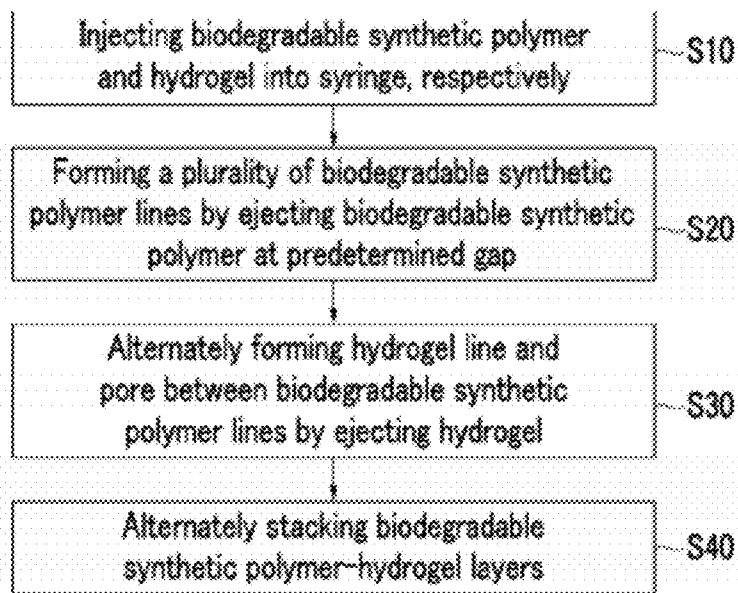 Injecting biodegradable synthetic polymer
and hydrogel into syringe, respectively
S10
Forming a plurality of biodegradable synthetic
polymer lines by ejecting biodegradable synthetic
polymer at predetermined gap
S20
Alternately forming hydrogel line and
pore between biodegradable synthetic
polymer lines by ejecting hydrogel
S30
Alternately stacking biodegradable
synthetic polymer-hydrogel layers
S40